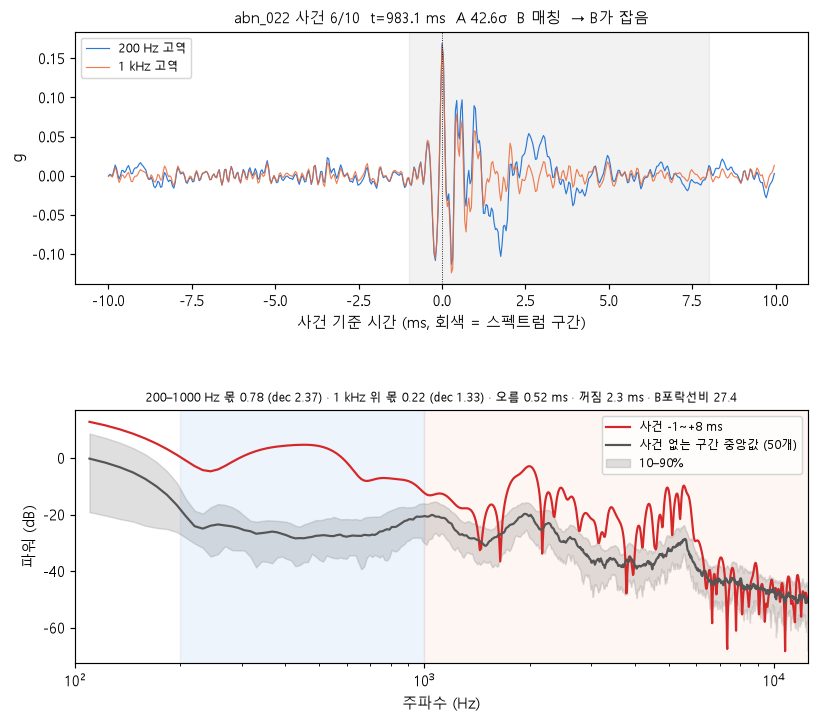 abn_022 사건 6/10 t=983.1 ms A 42.6σ B 매칭 → B가 잡음
200 Hz 고역
1 kHz 고역
g
0.15
0.10
0.05
0.00
-0.05
-0.10
-10.0 -7.5 -5.0 -2.5 0.0 2.5 5.0 7.5 10.0
사건 기준 시간 (ms, 회색 = 스펙트럼 구간)
200–1000 Hz 몫 0.78 (dec 2.37) · 1 kHz 위 몫 0.22 (dec 1.33) · 오름 0.52 ms · 꺼짐 2.3 ms · B포락선비 27.4
사건 -1~+8 ms
사건 없는 구간 중앙값 (50개)
10–90%
파워 (dB)
0
-20
-40
-60
10² 10³ 10⁴
주파수 (Hz)